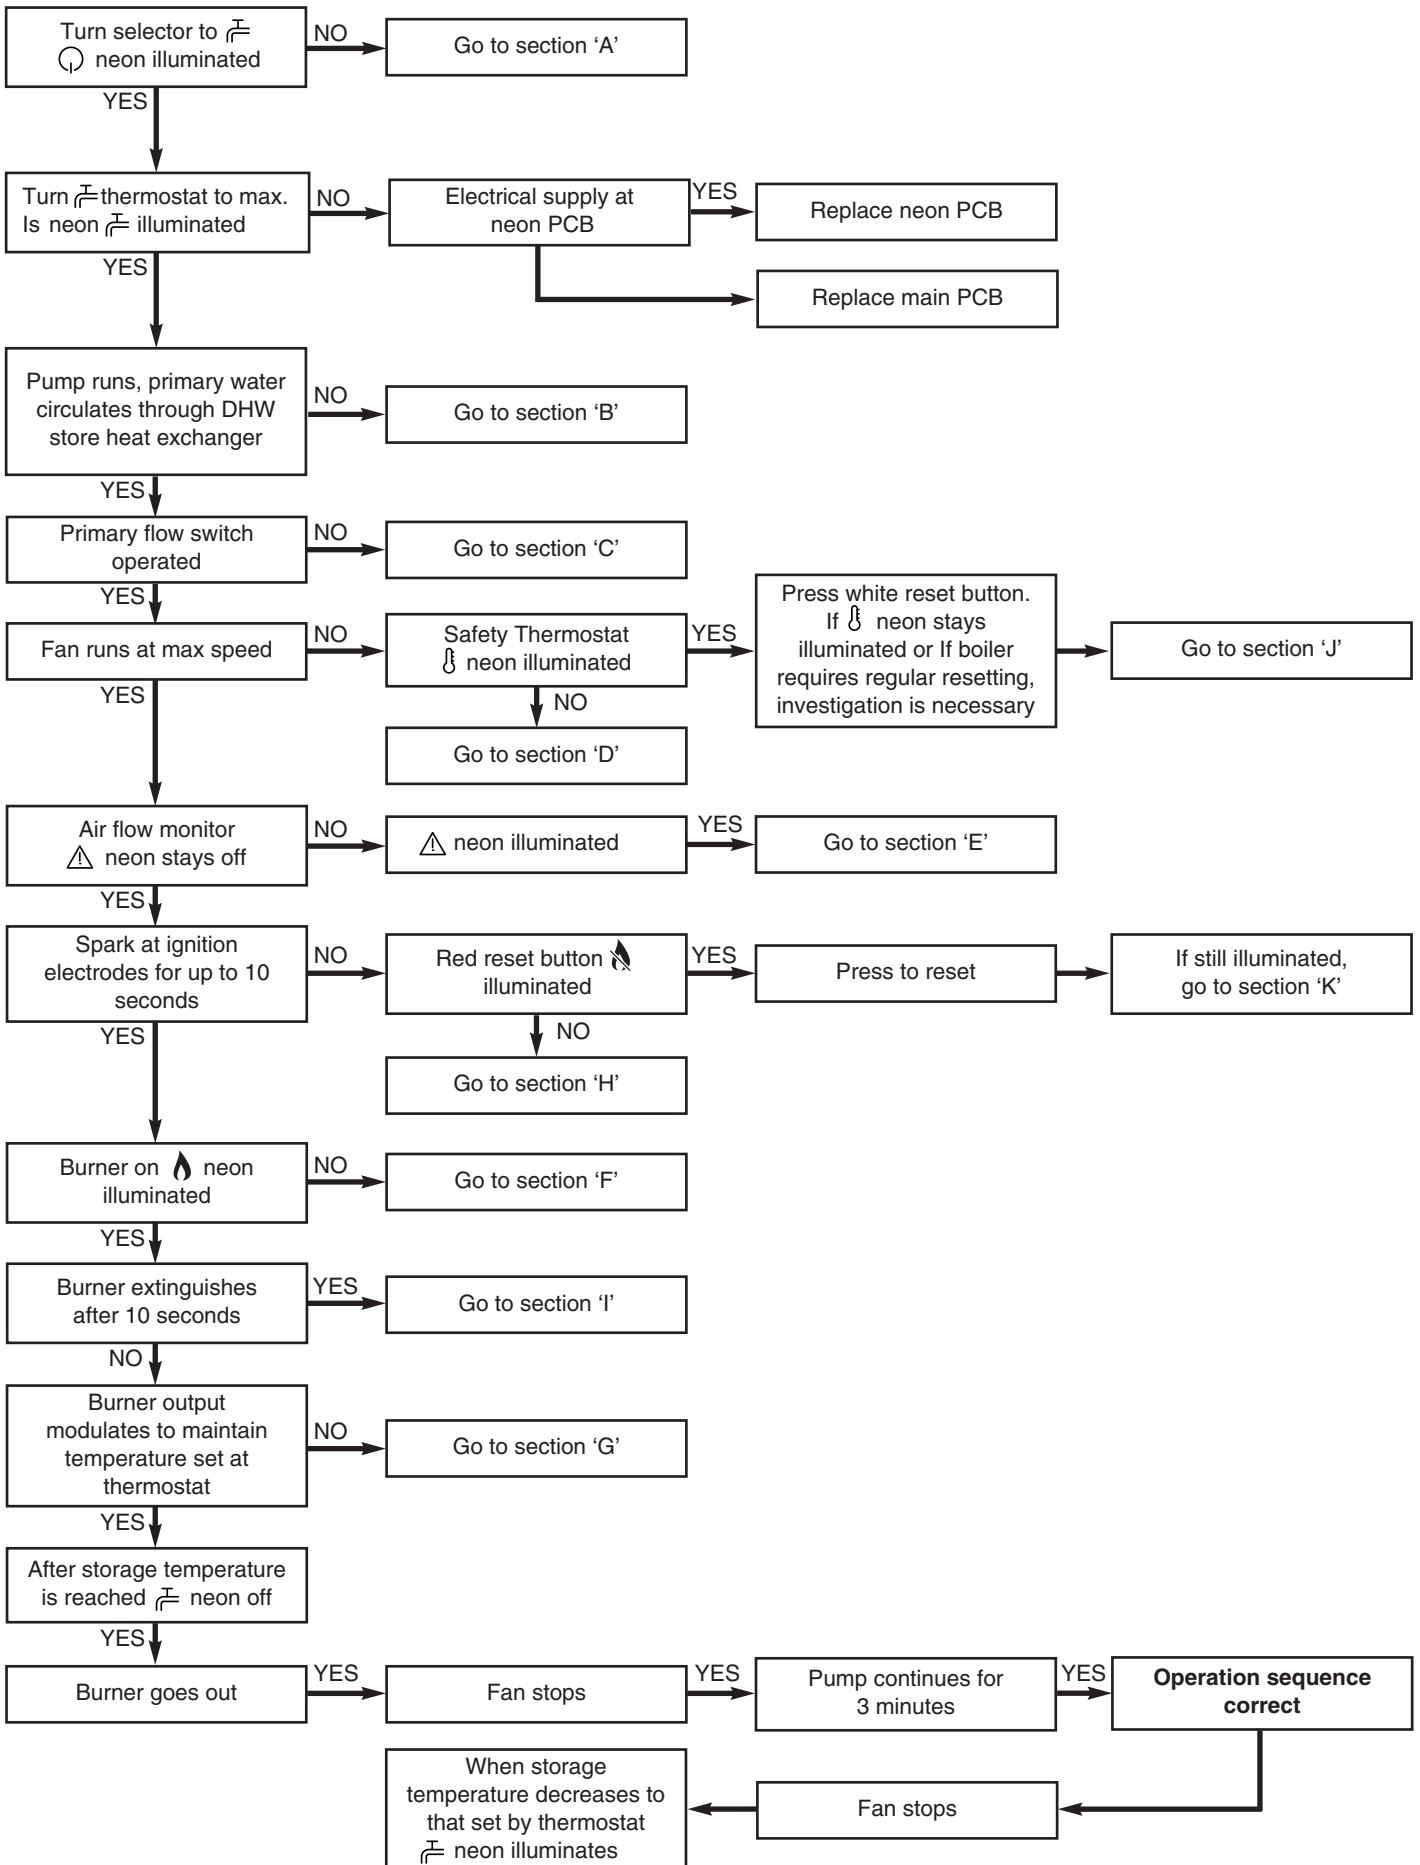 Turn selector to
neon illuminated
NO
Go to section ‘A’
YES
Turn thermostat to max.
Is neon illuminated
NO
Electrical supply at
neon PCB
YES
Replace neon PCB
Replace main PCB
YES
Pump runs, primary water
circulates through DHW
store heat exchanger
NO
Go to section ‘B’
YES
Primary flow switch
operated
NO
Go to section ‘C’
YES
Fan runs at max speed
NO
Safety Thermostat
neon illuminated
YES
Press white reset button.
If neon stays
illuminated or If boiler
requires regular resetting,
investigation is necessary
Go to section ‘J’
NO
Go to section ‘D’
YES
Air flow monitor
neon stays off
NO
neon illuminated
YES
Go to section ‘E’
YES
Spark at ignition
electrodes for up to 10
seconds
NO
Red reset button
illuminated
YES
Press to reset
If still illuminated,
go to section ‘K’
NO
Go to section ‘H’
YES
Burner on neon
illuminated
NO
Go to section ‘F’
YES
Burner extinguishes
after 10 seconds
YES
Go to section ‘I’
NO
Burner output
modulates to maintain
temperature set at
thermostat
NO
Go to section ‘G’
YES
After storage temperature
is reached neon off
YES
Burner goes out
YES
Fan stops
YES
Pump continues for
3 minutes
YES
Operation sequence
correct
Fan stops
When storage
temperature decreases to
that set by thermostat
neon illuminates